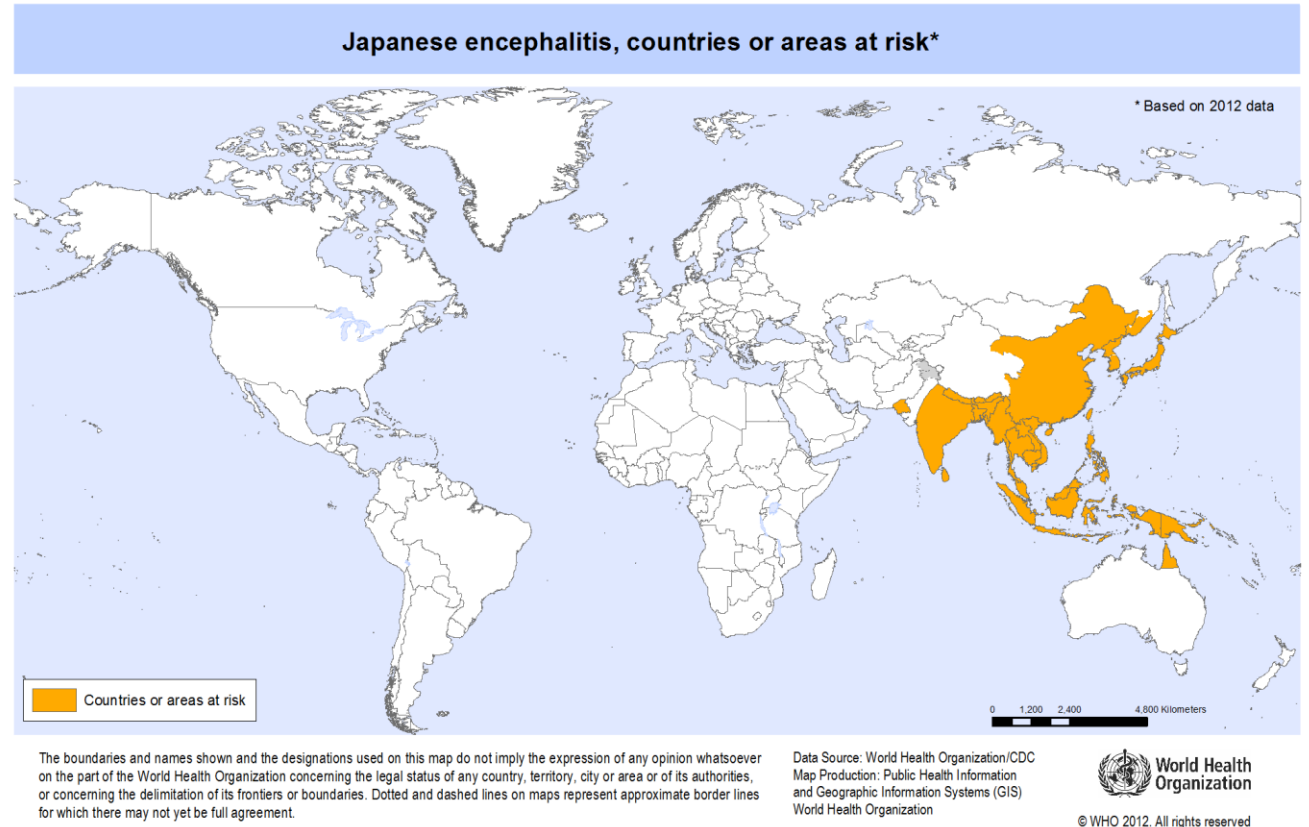 Japanese encephalitis, countries or areas at risk*
* Based on 2012 data
Countries or areas at risk
0 1,200 2,400 4,800 Kilometers
The boundaries and names shown and the designations used on this map do not imply the expression of any opinion whatsoever
on the part of the World Health Organization concerning the legal status of any country, territory, city or area or of its authorities,
or concerning the delimitation of its frontiers or boundaries. Dotted and dashed lines on maps represent approximate border lines
for which there may not yet be full agreement.
Data Source: World Health Organization/CDC
Map Production: Public Health Information
and Geographic Information Systems (GIS)
World Health Organization
World Health
Organization
© WHO 2012. All rights reserved